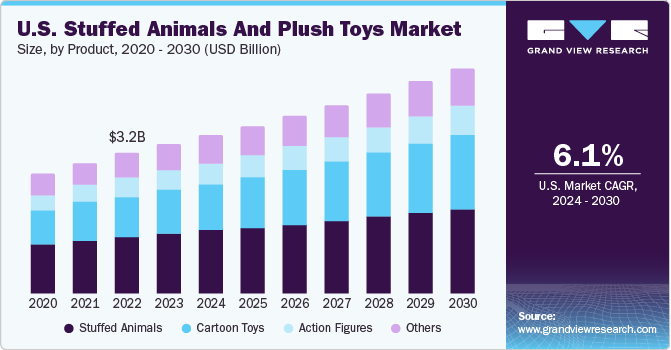 U.S. Stuffed Animals And Plush Toys Market
Size, by Product, 2020 - 2030 (USD Billion)
GRAND VIEW RESEARCH
$3.2B
6.1%
U.S. Market CAGR,
2024 - 2030
2020 2021 2022 2023 2024 2025 2026 2027 2028 2029 2030
Stuffed Animals Cartoon Toys Action Figures Others
Source:
www.grandviewresearch.com